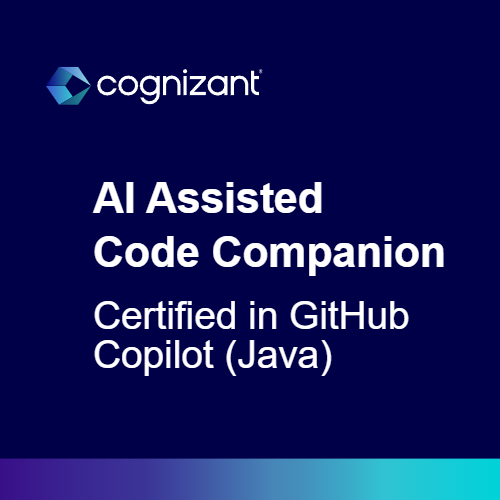 cognizant
AI Assisted
Code Companion
Certified in GitHub
Copilot (Java)